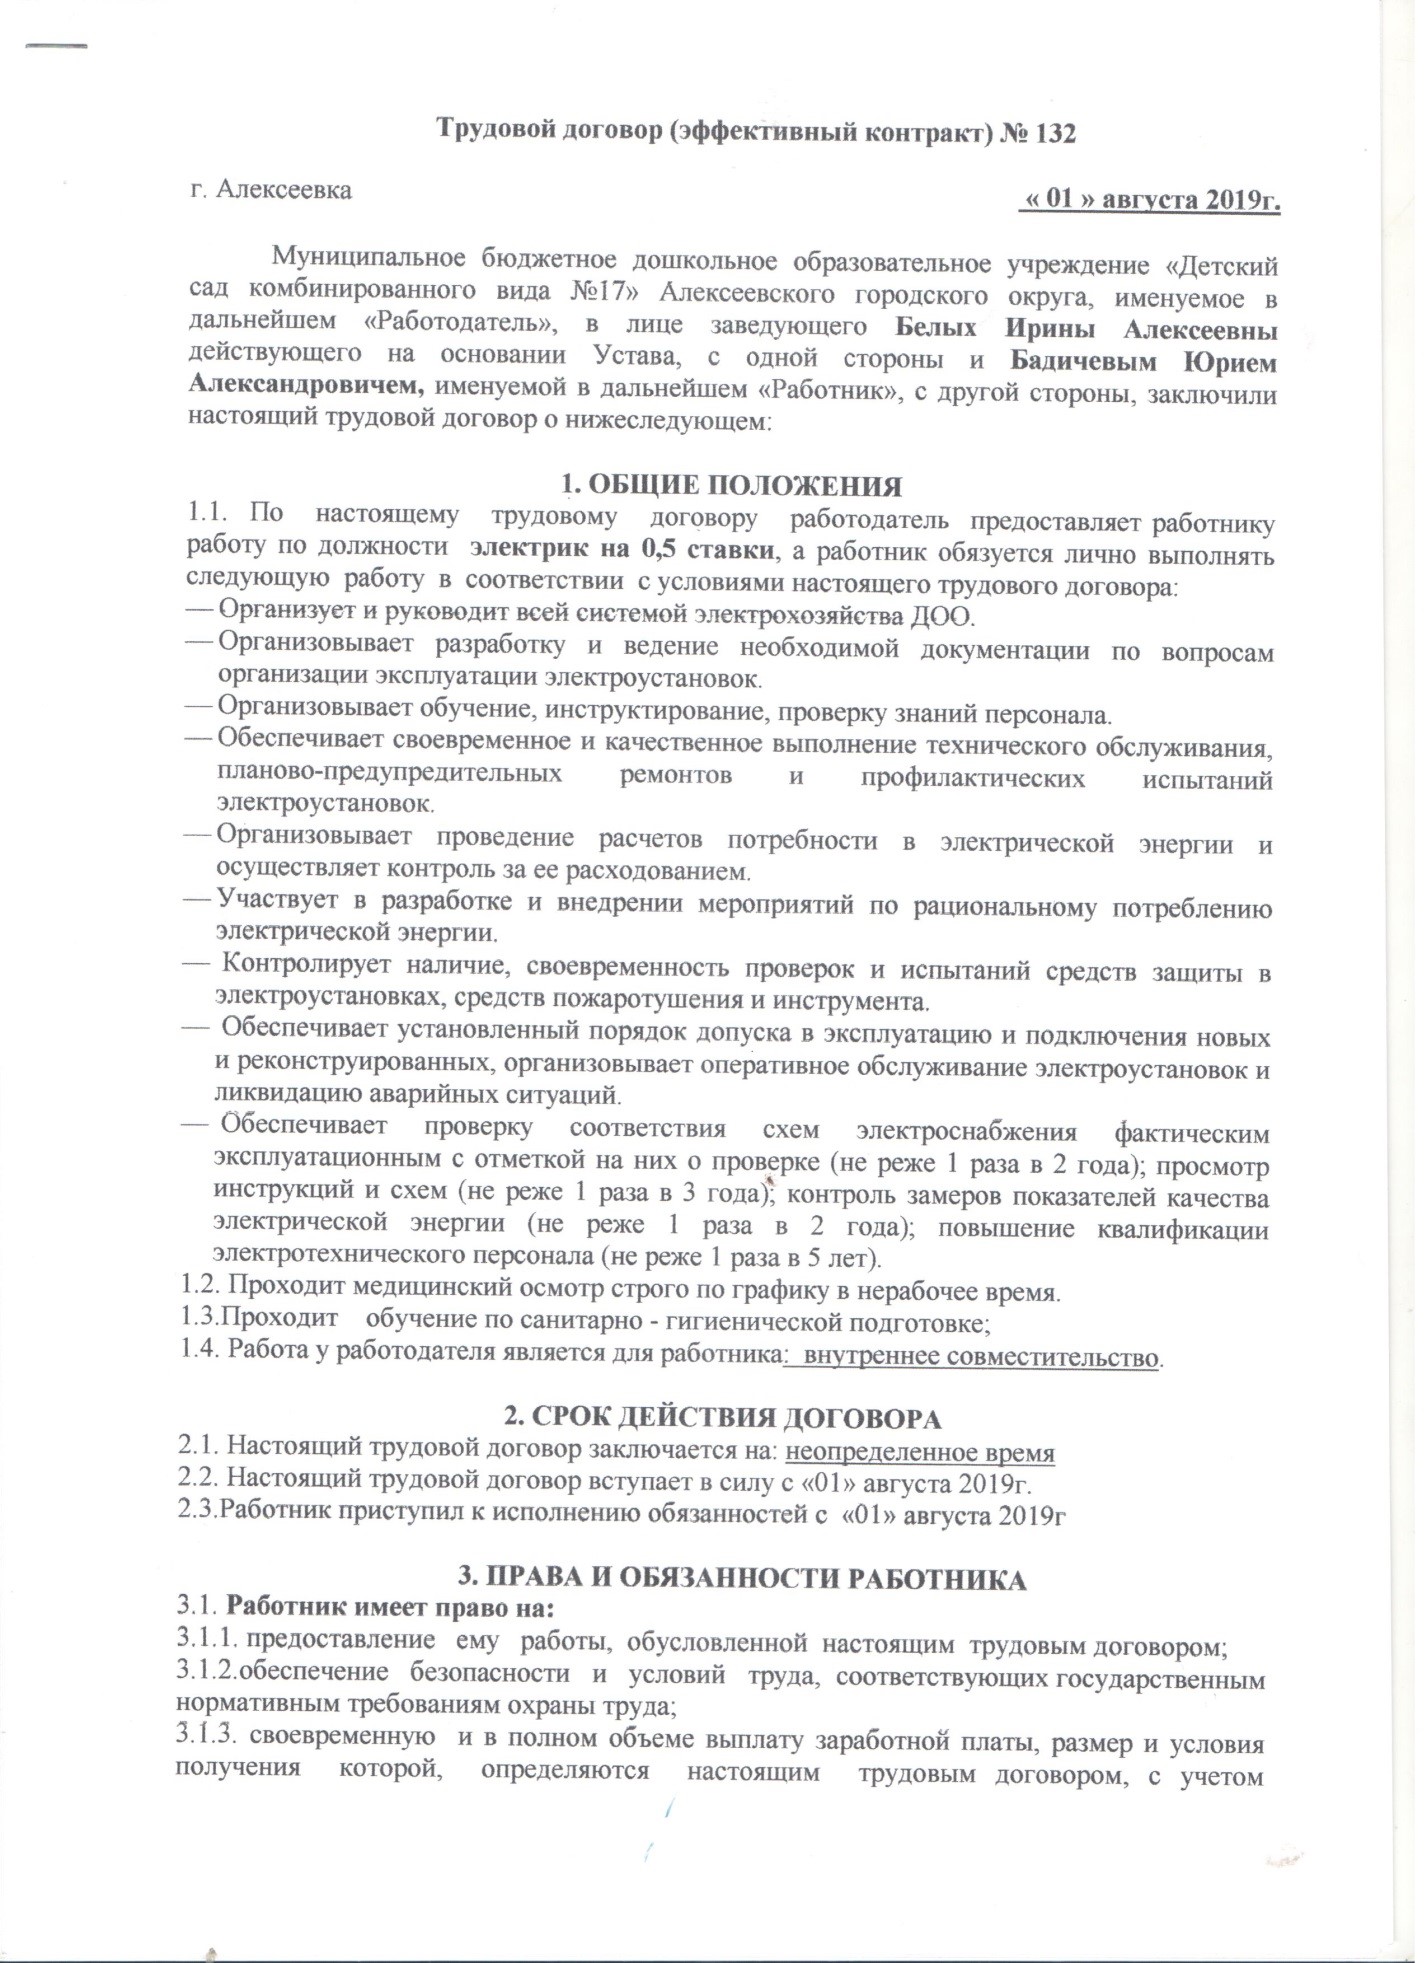 Трудовой договор (эффективный контракт) № 132
г. Алексеевка
« 01 » августа 2019г.
Муниципальное бюджетное дошкольное образовательное учреждение «Детский
сад комбинированного вида №17» Алексеевского городского округа, именуемое в
дальнейшем «Работодатель», в лице заведующего Белых Ирины Алексеевны
действующего на основании Устава, с одной стороны и Бадичевым Юрием
Александровичем, именуемой в дальнейшем «Работник», с другой стороны, заключили
настоящий трудовой договор о нижеследующем:
1. ОБЩИЕ ПОЛОЖЕНИЯ
1.1. По настоящему трудовому договору работодатель предоставляет работнику
работу по должности электрик на 0,5 ставки, а работник обязуется лично выполнять
следующую работу в соответствии с условиями настоящего трудового договора:
— Организует и руководит всей системой электрохозяйства ДОО.
— Организовывает разработку и ведение необходимой документации по вопросам
организации эксплуатации электроустановок.
— Организовывает обучение, инструктирование, проверку знаний персонала.
— Обеспечивает своевременное и качественное выполнение технического обслуживания,
планово-предупредительных ремонтов и профилактических испытаний
электроустановок.
— Организовывает проведение расчетов потребности в электрической энергии и
осуществляет контроль за ее расходованием.
— Участвует в разработке и внедрении мероприятий по рациональному потреблению
электрической энергии.
— Контролирует наличие, своевременность проверок и испытаний средств защиты в
электроустановках, средств пожаротушения и инструмента.
— Обеспечивает установленный порядок допуска в эксплуатацию и подключения новых
и реконструированных, организовывает оперативное обслуживание электроустановок и
ликвидацию аварийных ситуаций.
— Обеспечивает проверку соответствия схем электроснабжения фактическим
эксплуатационным с отметкой на них о проверке (не реже 1 раза в 2 года); просмотр
инструкций и схем (не реже 1 раза в 3 года); контроль замеров показателей качества
электрической энергии (не реже 1 раза в 2 года); повышение квалификации
электротехнического персонала (не реже 1 раза в 5 лет).
1.2. Проходит медицинский осмотр строго по графику в нерабочее время.
1.3.Проходит обучение по санитарно - гигиенической подготовке;
1.4. Работа у работодателя является для работника: внутреннее совместительство.
2. СРОК ДЕЙСТВИЯ ДОГОВОРА
2.1. Настоящий трудовой договор заключается на: неопределенное время
2.2. Настоящий трудовой договор вступает в силу с «01» августа 2019г.
2.3.Работник приступил к исполнению обязанностей с «01» августа 2019г
3. ПРАВА И ОБЯЗАННОСТИ РАБОТНИКА
3.1. Работник имеет право на:
3.1.1. предоставление ему работы, обусловленной настоящим трудовым договором;
3.1.2.обеспечение безопасности и условий труда, соответствующих государственным
нормативным требованиям охраны труда;
3.1.3. своевременную и в полном объеме выплату заработной платы, размер и условия
получения которой, определяются настоящим трудовым договором, с учетом